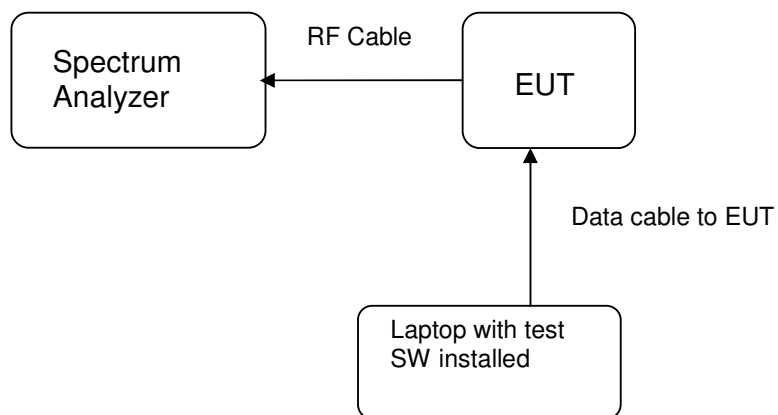 RF Cable
Spectrum
Analyzer
EUT
Data cable to EUT
Laptop with test
SW installed